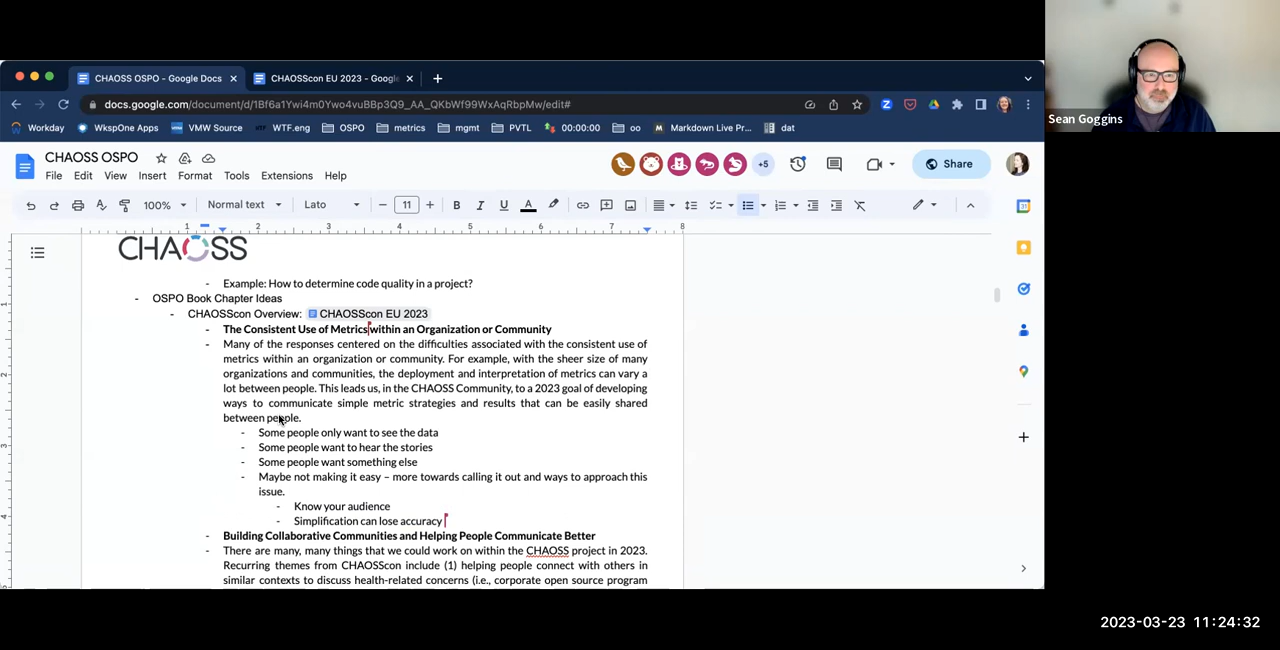 CHAOSS OSPO - Google Docs
CHAOSScon EU 2023 - Google
docs.google.com/document/d/1Bf6a1Ywi4m0Ywo4vuBBp3Q9_AA_QKbWf99WxAqRbpMw/edit#
Workday WkspOne Apps VMW Source WTF.eng OSPO metrics mgmt PVTL 00:00:00 oo Markdown Live Pr... dat
Sean Goggins
CHAOSS OSPO
+5
Share
File Edit View Insert Format Tools Extensions Help
100% Normal text Lato 11 B I U A
1 2 3 4 5 6 7 8
CHAOSS
- Example: How to determine code quality in a project?
- OSPO Book Chapter Ideas
- CHAOSScon Overview: CHAOSScon EU 2023
- The Consistent Use of Metrics within an Organization or Community
- Many of the responses centered on the difficulties associated with the consistent use of
metrics within an organization or community. For example, with the sheer size of many
organizations and communities, the deployment and interpretation of metrics can vary a
lot between people. This leads us, in the CHAOSS Community, to a 2023 goal of developing
ways to communicate simple metric strategies and results that can be easily shared
between people.
- Some people only want to see the data
- Some people want to hear the stories
- Some people want something else
- Maybe not making it easy – more towards calling it out and ways to approach this
issue.
- Know your audience
- Simplification can lose accuracy
- Building Collaborative Communities and Helping People Communicate Better
- There are many, many things that we could work on within the CHAOSS project in 2023.
Recurring themes from CHAOSScon include (1) helping people connect with others in
similar contexts to discuss health-related concerns (i.e., corporate open source program
2023-03-23 11:24:32